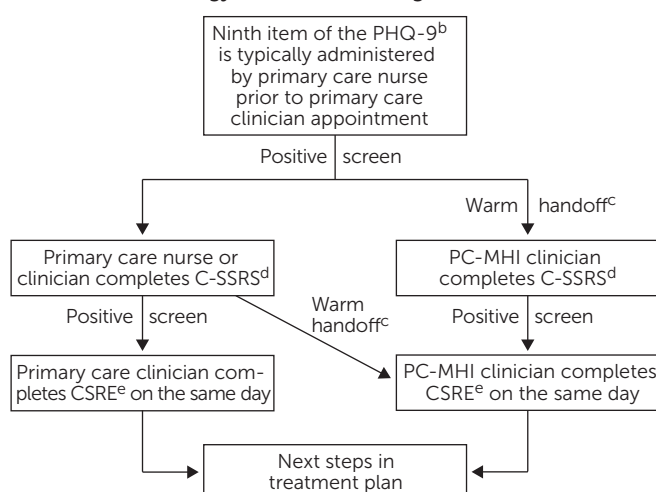 Ninth item of the PHQ-9b
is typically administered
by primary care nurse
prior to primary care
clinician appointment
Positive screen
Warm handoffc
Primary care nurse or
clinician completes C-SSRSd
PC-MHI clinician
completes C-SSRSd
Warm
handoffc
Positive screen
Positive screen
Primary care clinician com-
pletes CSREe on the same day
PC-MHI clinician completes
CSREe on the same day
Next steps in
treatment plan